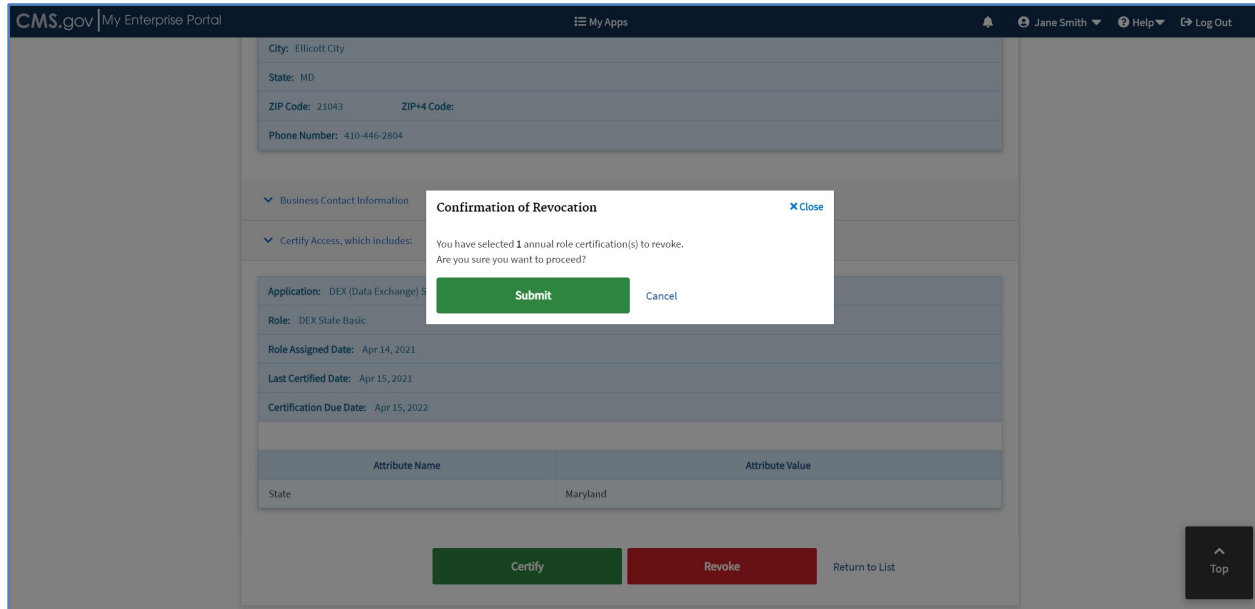 CMS.gov | My Enterprise Portal My Apps Jane Smith Help Log Out
City: Ellicott City
State: MD
ZIP Code: 21043 ZIP+4 Code:
Phone Number: 410-446-2804
Business Contact Information
Certify Access, which includes:
Confirmation of Revocation Close
You have selected 1 annual role certification(s) to revoke.
Are you sure you want to proceed?
Submit Cancel
Application: DEX (Data Exchange) S
Role: DEX State Basic
Role Assigned Date: Apr 14, 2021
Last Certified Date: Apr 15, 2021
Certification Due Date: Apr 15, 2022
Attribute Name Attribute Value
State Maryland
Certify Revoke Return to List
Top